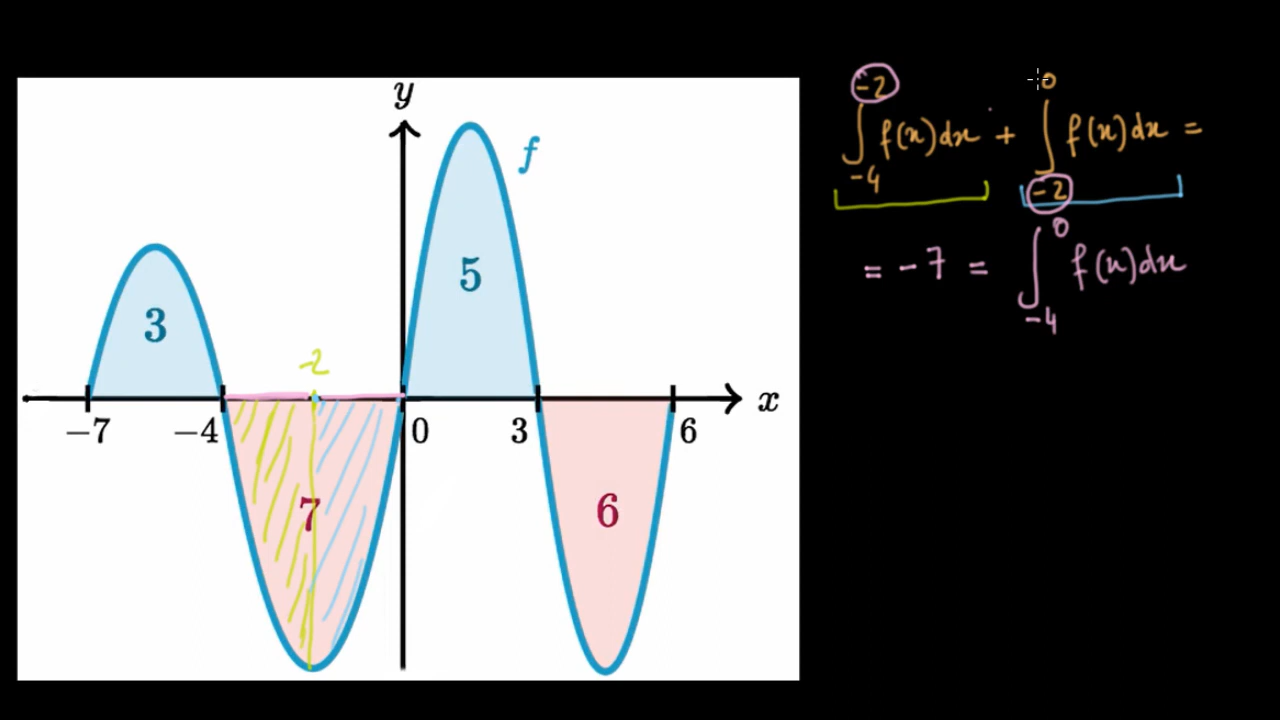 y
f
5
3
-2
x
−7 −4 0 3 6
7
6
∫_{-4}^{-2} f(x)dx + ∫_{-2}^{0} f(x)dx =
= -7 = ∫_{-4}^{0} f(x)dx